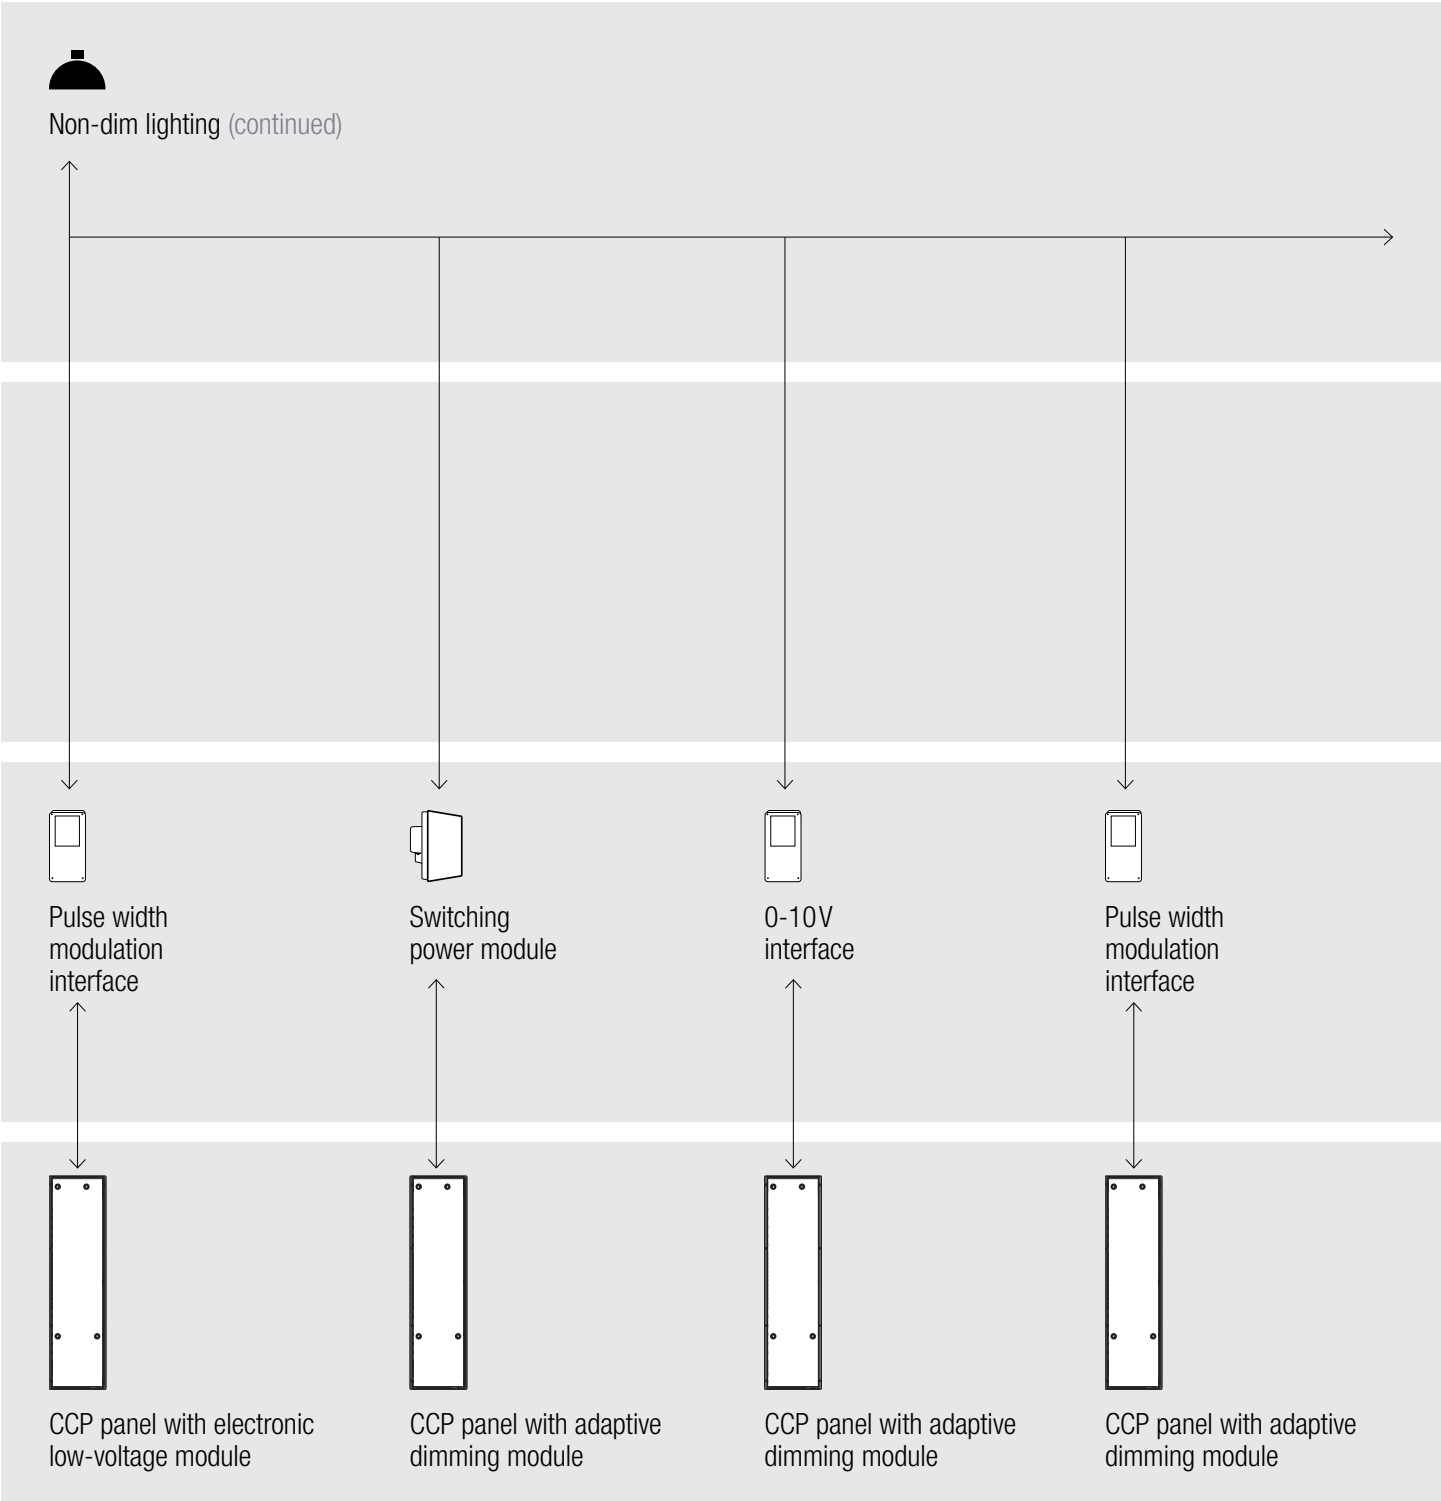 Non-dim lighting (continued)
Pulse width
modulation
interface
Switching
power module
0-10V
interface
Pulse width
modulation
interface
CCP panel with electronic
low-voltage module
CCP panel with adaptive
dimming module
CCP panel with adaptive
dimming module
CCP panel with adaptive
dimming module